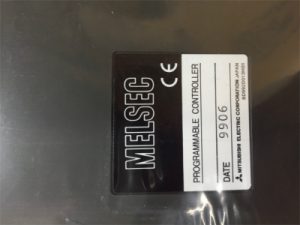 MELSEC
CE
PROGRAMMABLE CONTROLLER
DATE 9906
MITSUBISHI ELECTRIC CORPORATION JAPAN